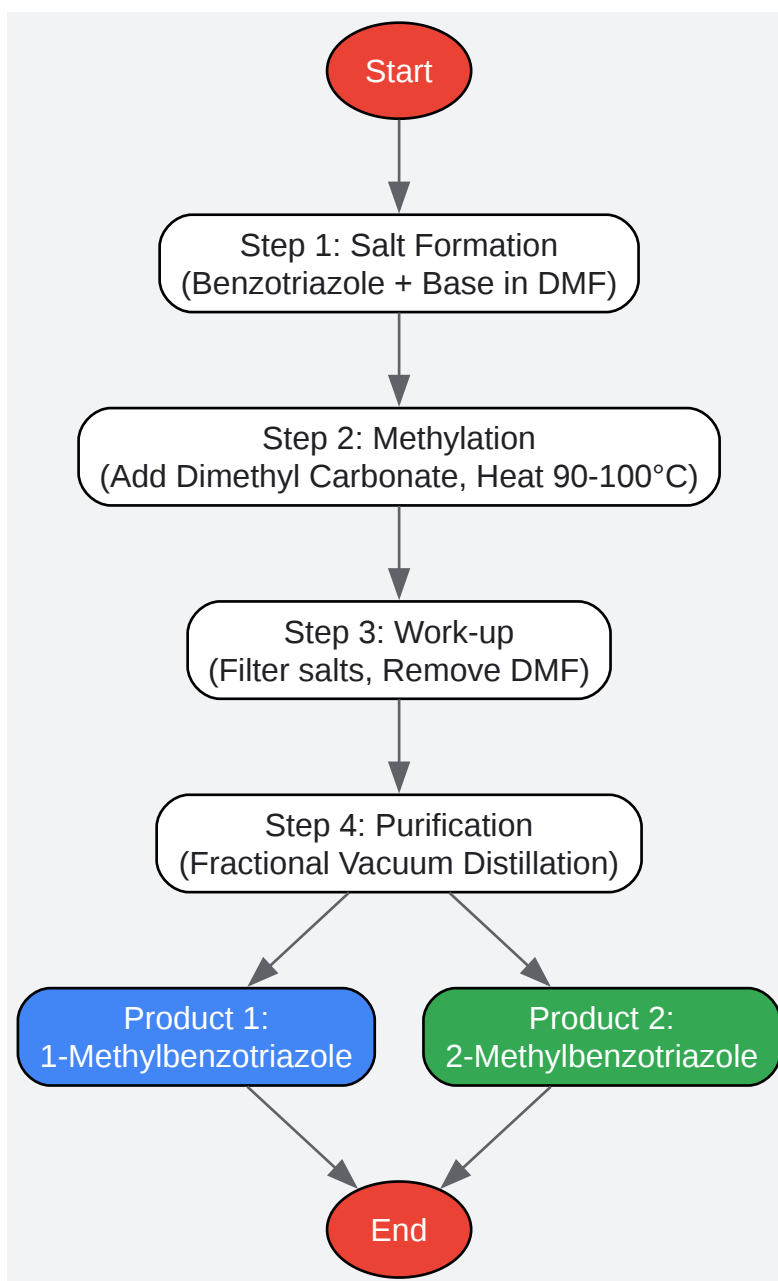 Start
Step 1: Salt Formation
(Benzotriazole + Base in DMF)
Step 2: Methylation
(Add Dimethyl Carbonate, Heat 90-100°C)
Step 3: Work-up
(Filter salts, Remove DMF)
Step 4: Purification
(Fractional Vacuum Distillation)
Product 1:
1-Methylbenzotriazole
Product 2:
2-Methylbenzotriazole
End